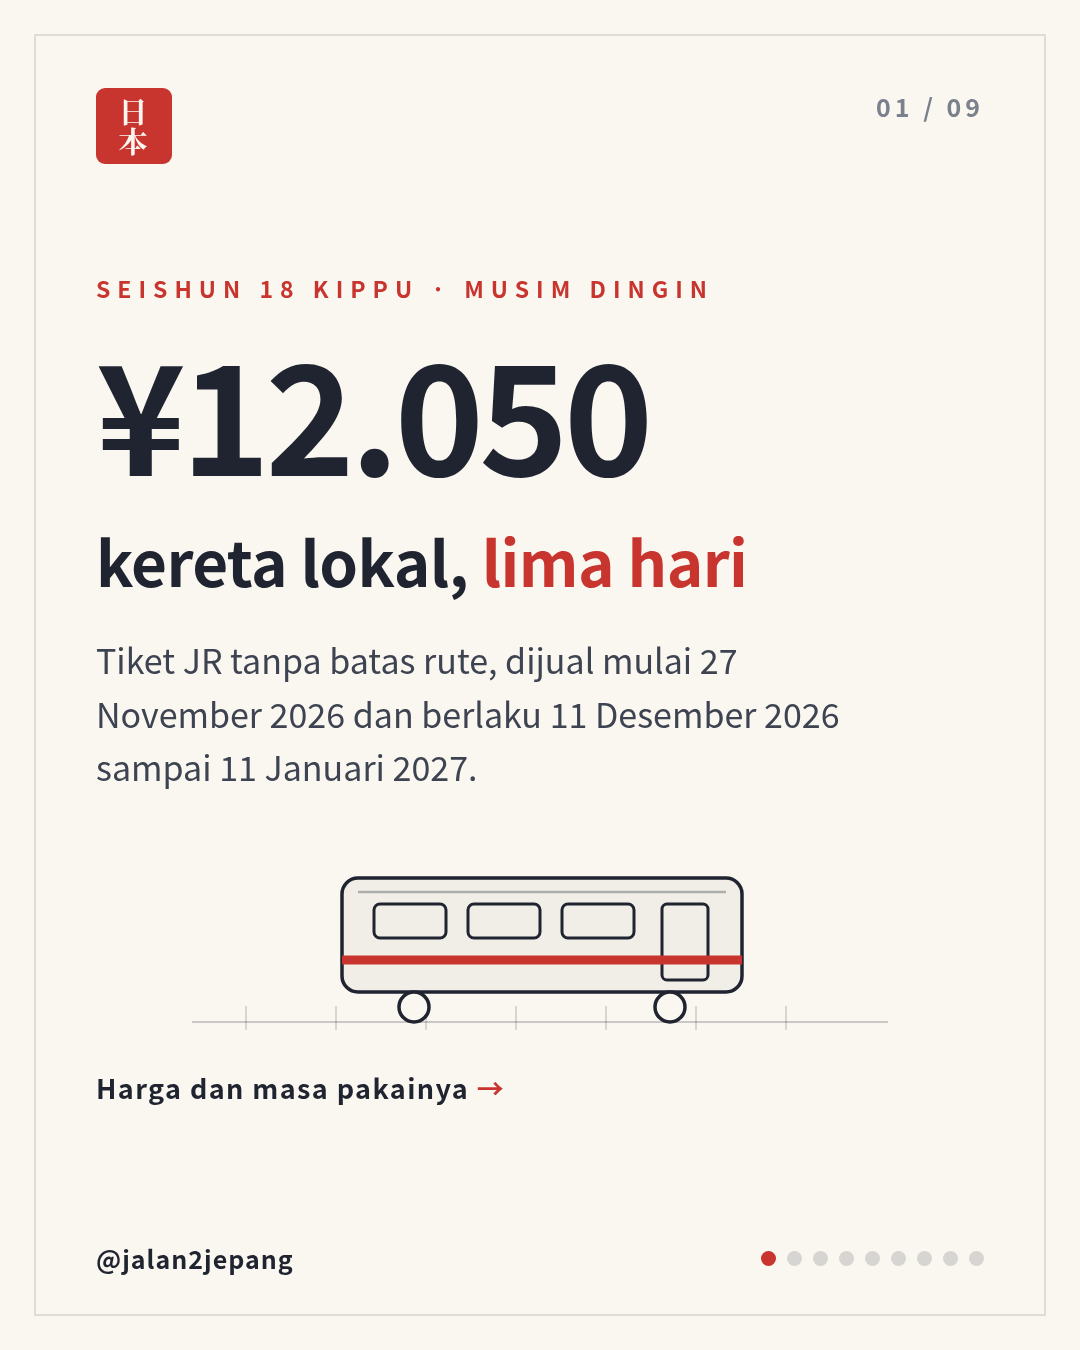 日本
01 / 09
SEISHUN 18 KIPPU · MUSIM DINGIN
¥12.050
kereta lokal, lima hari
Tiket JR tanpa batas rute, dijual mulai 27
November 2026 dan berlaku 11 Desember 2026
sampai 11 Januari 2027.
Harga dan masa pakainya →
@jalan2jepang